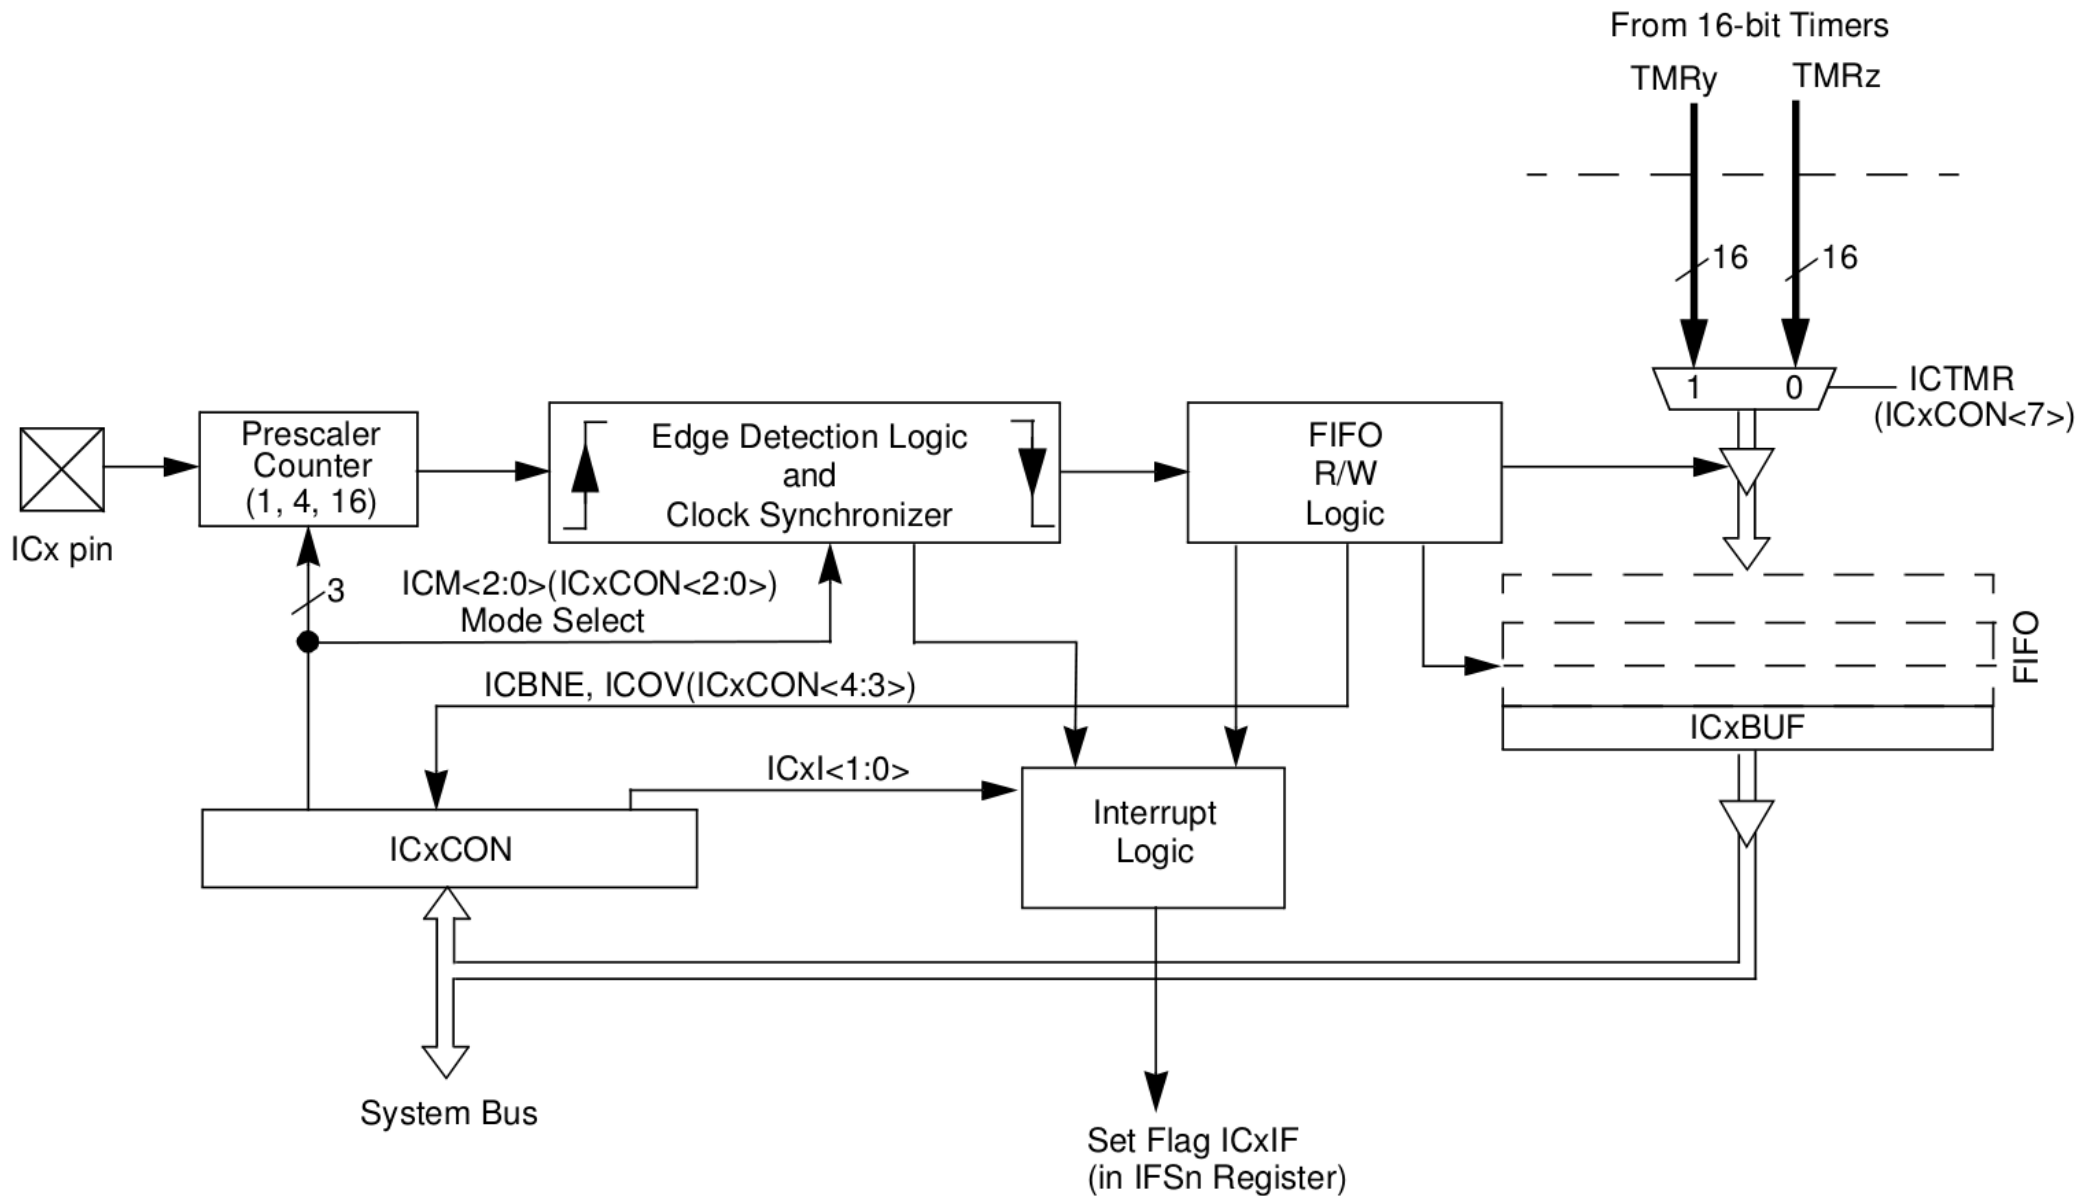 From 16-bit Timers
TMRy
TMRz
16
16
1
0
ICTMR
(ICxCON<7>)
Prescaler
Counter
(1, 4, 16)
Edge Detection Logic
and
Clock Synchronizer
FIFO
R/W
Logic
ICx pin
3
ICM<2:0>(ICxCON<2:0>)
Mode Select
FIFO
ICBNE, ICOV(ICxCON<4:3>)
ICxBUF
ICxI<1:0>
Interrupt
Logic
ICxCON
System Bus
Set Flag ICxIF
(in IFSn Register)